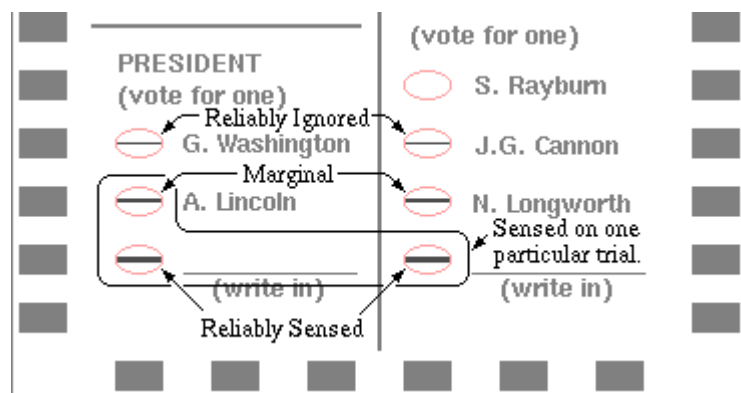 (vote for one)
PRESIDENT
(vote for one)
S. Rayburn
Reliably Ignored
G. Washington
J.G. Cannon
Marginal
A. Lincoln
N. Longworth
Sensed on one
particular trial.
(write in)
(write in)
Reliably Sensed